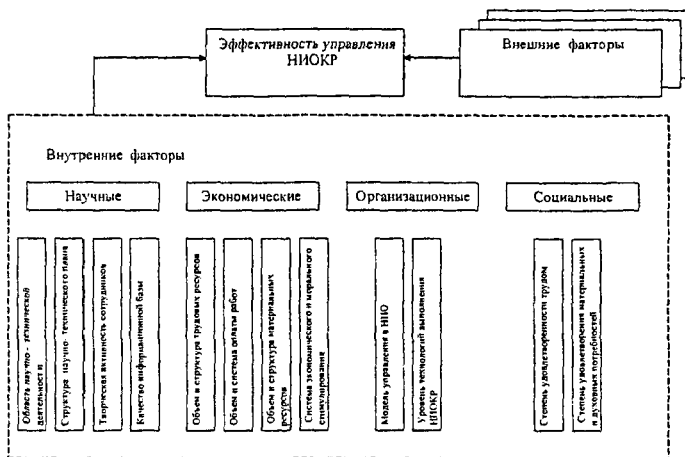 Эффективность управления
НИОКР
Внешние факторы
Внутренние факторы
Научные
Экономические
Организационные
Социальные
Область научно- технической
деятельности
Структура научно- технического плана
Творческая активность сотрудников
Качество информационной базы
Объем и структура трудовых ресурсов
Объем и система оплаты работ
Объем и структура материальных
ресурсов
Система экономического и морального
стимулирования
Модель управления в НИО
Уровень технологий выполнения
НИОКР
Степень удовлетворенности трудом
Степень удовлетворения материальных
и духовных потребностей